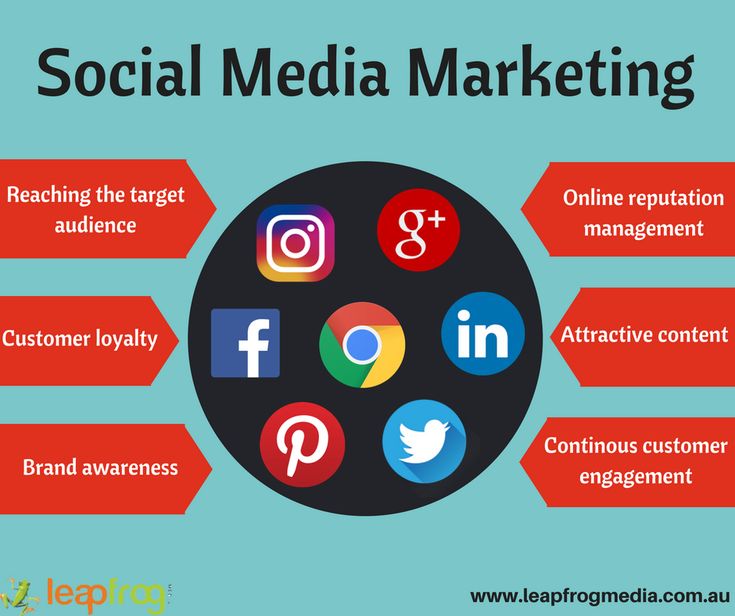 Social Media Marketing
Reaching the target
audience
Customer loyalty
Brand awareness
g+
f
in
Online reputation
management
Attractive content
Continous customer
engagement
leapfrog
www.leapfrogmedia.com.au